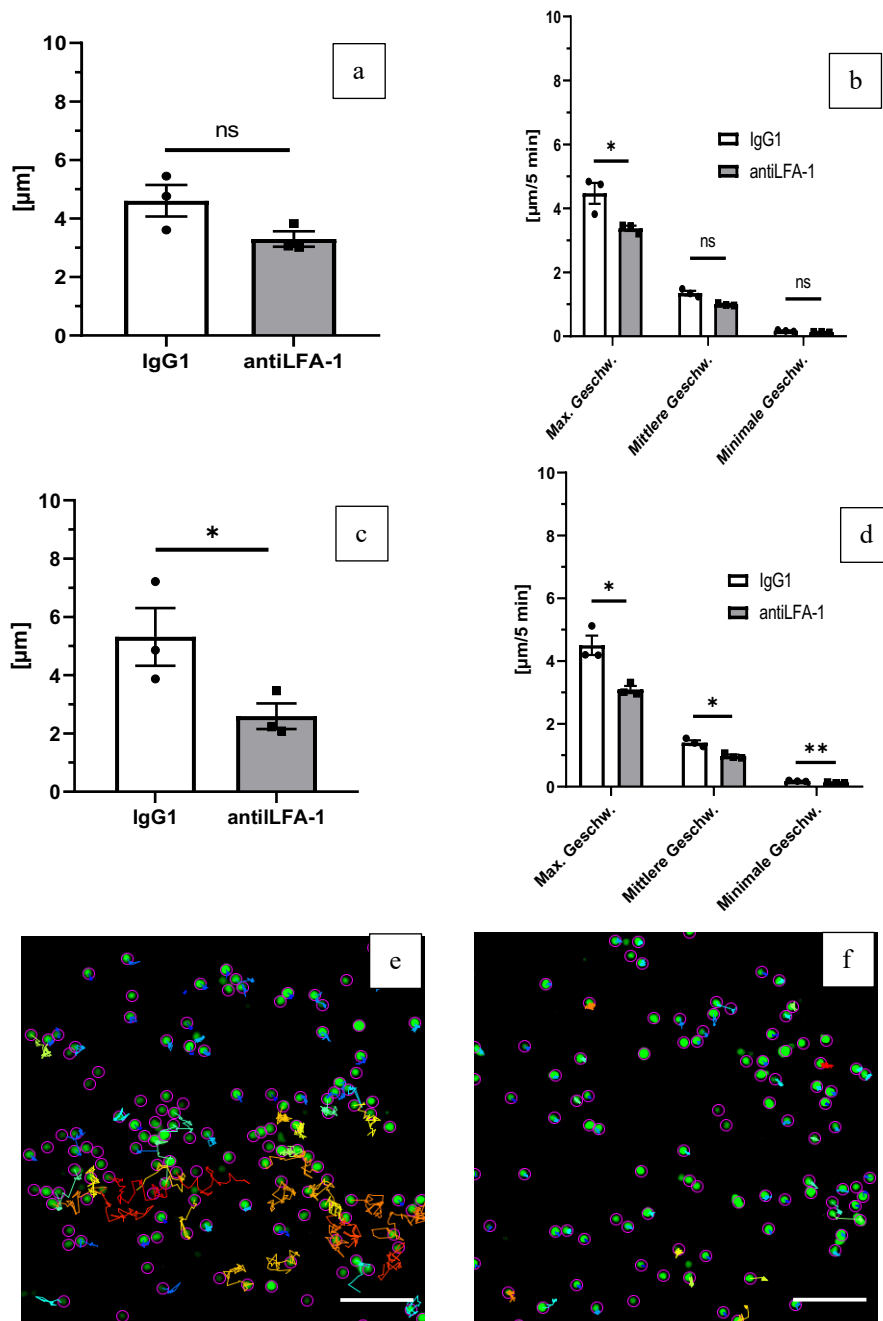 a
10
8
6
4
2
0
[µm]
ns
IgG1
antiLFA-1
b
10
8
6
4
2
0
[µm/5 min]
IgG1
antiLFA-1
*
ns
ns
Max. Geschw.
Mittlere Geschw.
Minimale Geschw.
c
10
8
6
4
2
0
[µm]
*
IgG1
antilLFA-1
d
10
8
6
4
2
0
[µm/5 min]
IgG1
antiLFA-1
*
*
**
Max. Geschw.
Mittlere Geschw.
Minimale Geschw.
e
f